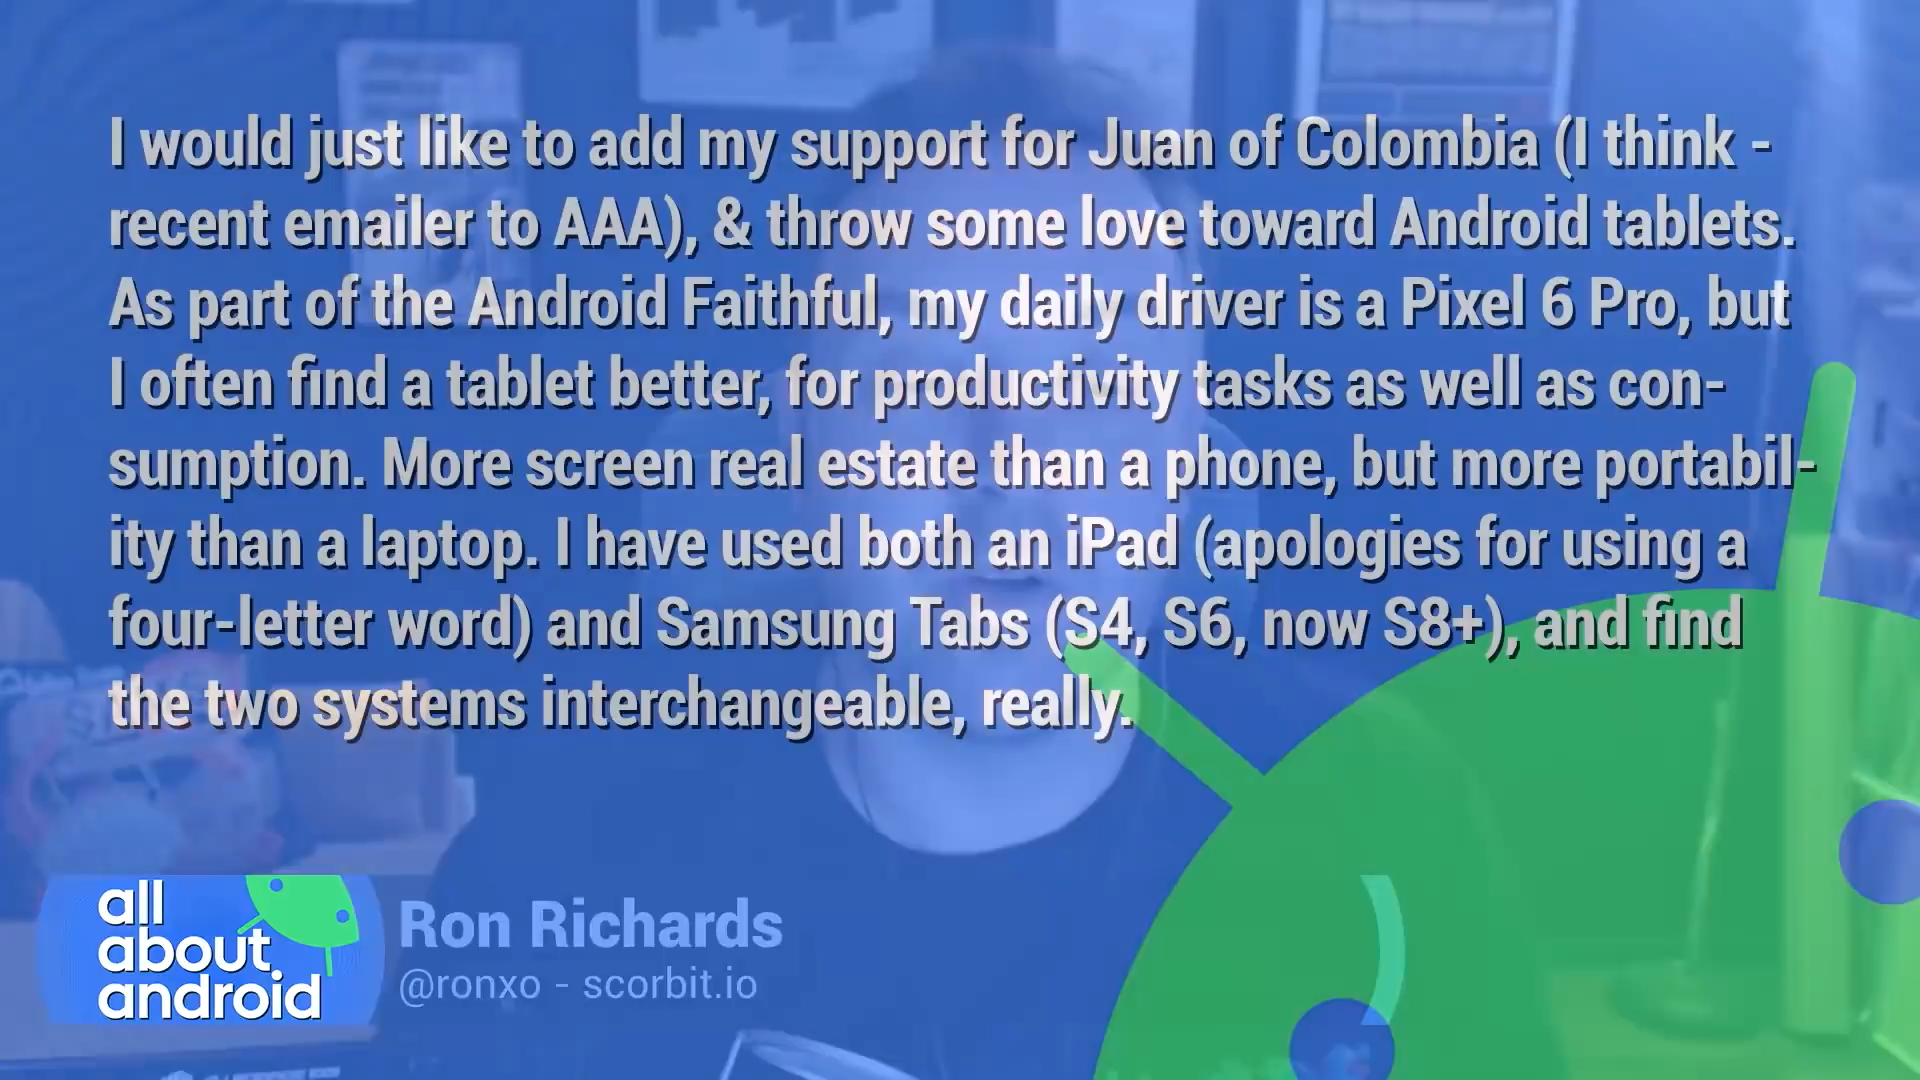 I would just like to add my support for Juan of Colombia (I think -
recent emailer to AAA), & throw some love toward Android tablets.
As part of the Android Faithful, my daily driver is a Pixel 6 Pro, but
I often find a tablet better, for productivity tasks as well as con-
sumption. More screen real estate than a phone, but more portabil-
ity than a laptop. I have used both an iPad (apologies for using a
four-letter word) and Samsung Tabs (S4, S6, now S8+), and find
the two systems interchangeable, really.
all
about
android
Ron Richards
@ronxo - scorbit.io